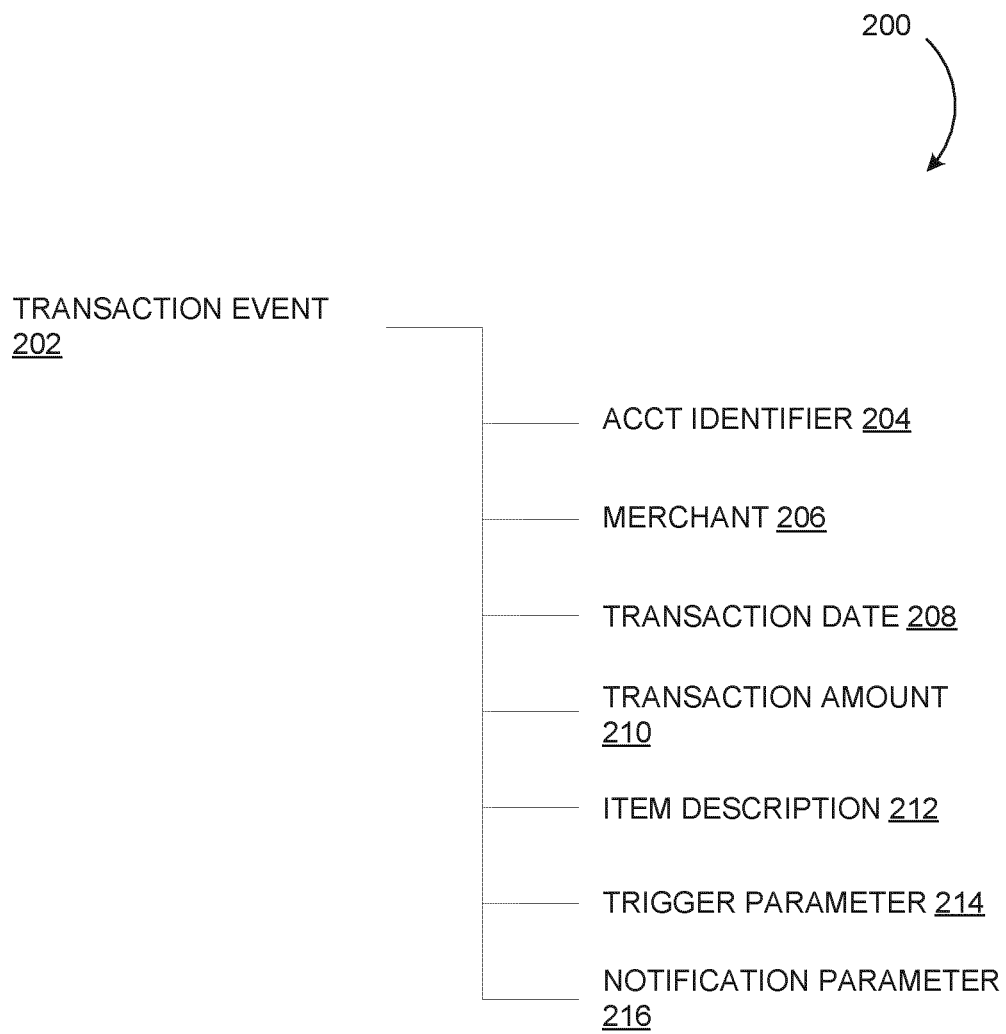 200
TRANSACTION EVENT
202
ACCT IDENTIFIER 204
MERCHANT 206
TRANSACTION DATE 208
TRANSACTION AMOUNT
210
ITEM DESCRIPTION 212
TRIGGER PARAMETER 214
NOTIFICATION PARAMETER
216